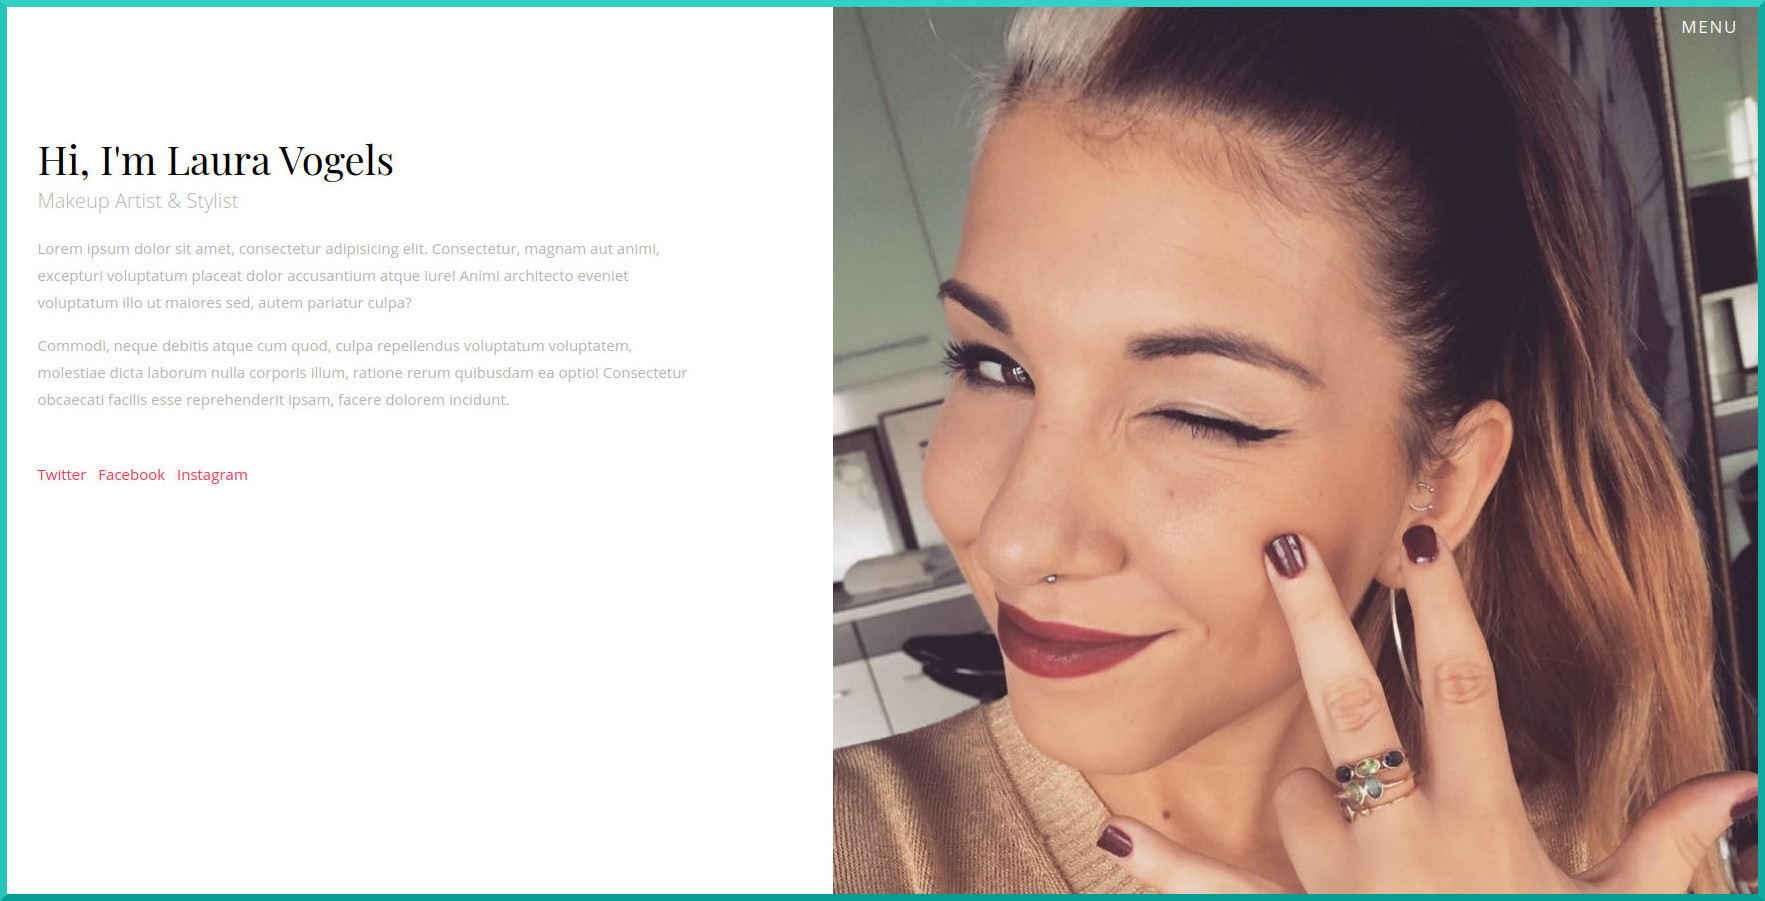 MENU
Hi, I'm Laura Vogels
Makeup Artist & Stylist
Lorem ipsum dolor sit amet, consectetur adipisicing elit. Consectetur, magnam aut animi,
excepturi voluptatum placeat dolor accusantium atque iure! Animi architecto eveniet
voluptatum illo ut maiores sed, autem pariatur culpa?
Commodi, neque debitis atque cum quod, culpa repellendus voluptatum voluptatem,
molestiae dicta laborum nulla corporis illum, ratione rerum quibusdam ea optio! Consectetur
obcaecati facilis esse reprehenderit ipsam, facere dolorem incidunt.
Twitter Facebook Instagram